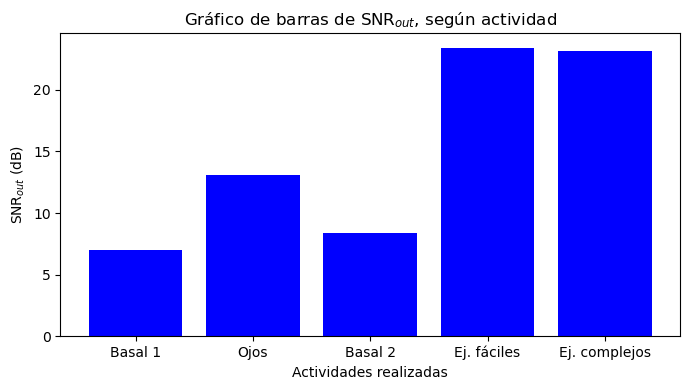 Gráfico de barras de SNR_out, según actividad
SNR_out (dB)
20
15
10
5
0
Basal 1 Ojos Basal 2 Ej. fáciles Ej. complejos
Actividades realizadas